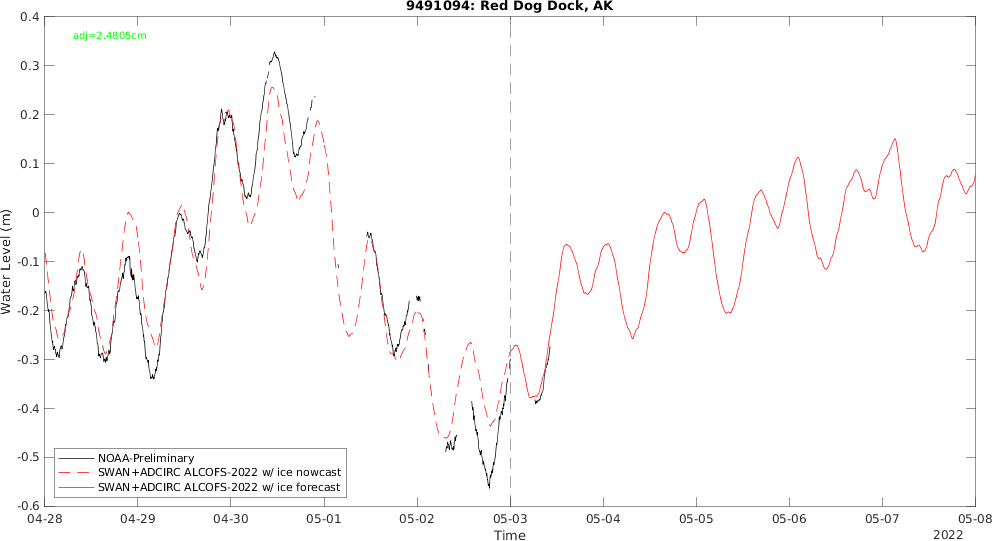 9491094: Red Dog Dock, AK
adj=2.4805cm
0.4
0.3
0.2
0.1
0
-0.1
-0.2
-0.3
-0.4
-0.5
-0.6
Water Level (m)
NOAA-Preliminary
SWAN+ADCIRC ALCOFS-2022 w/ ice nowcast
SWAN+ADCIRC ALCOFS-2022 w/ ice forecast
04-28 04-29 04-30 05-01 05-02 05-03 05-04 05-05 05-06 05-07 05-08
Time
2022